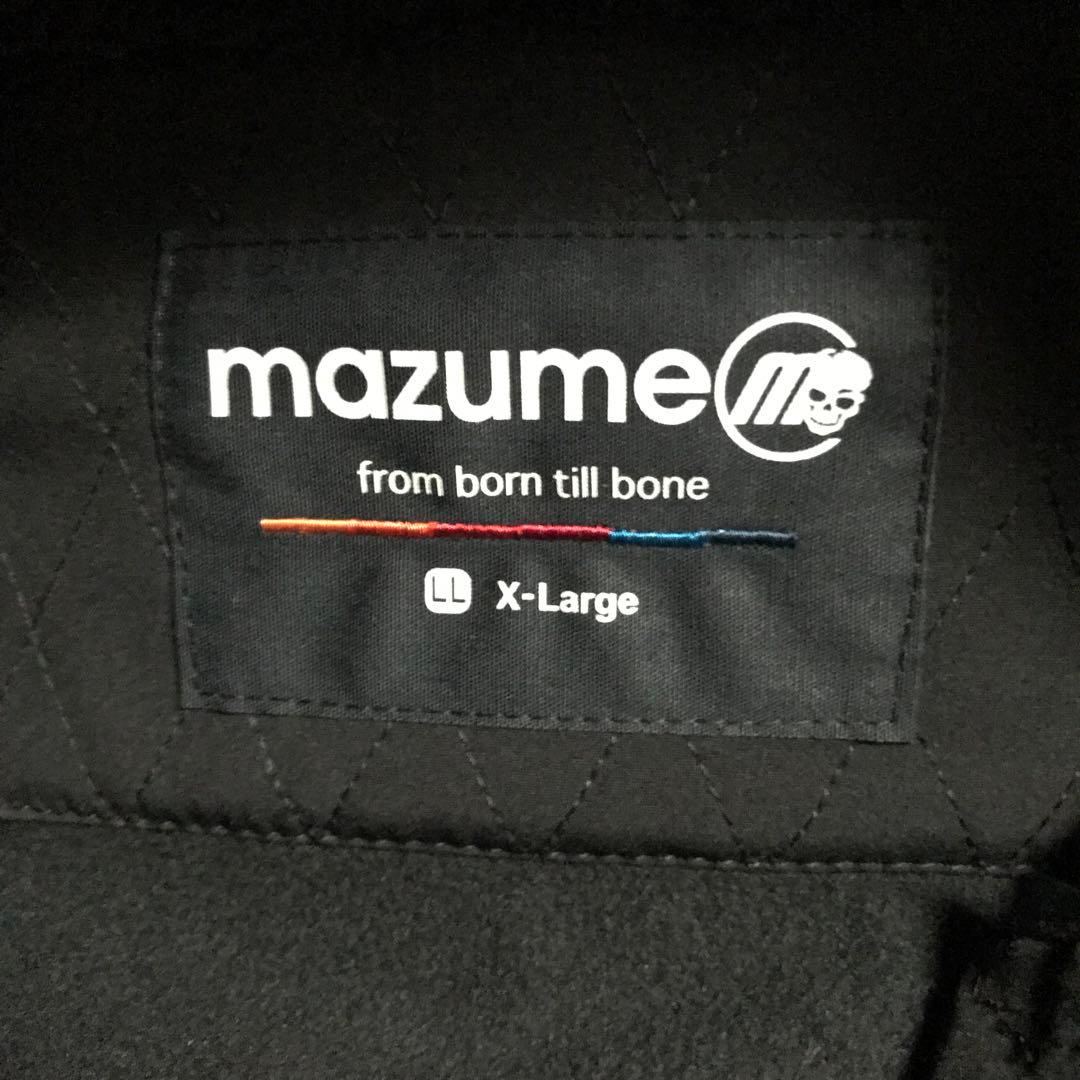 mazume m
from born till bone
LL X-Large